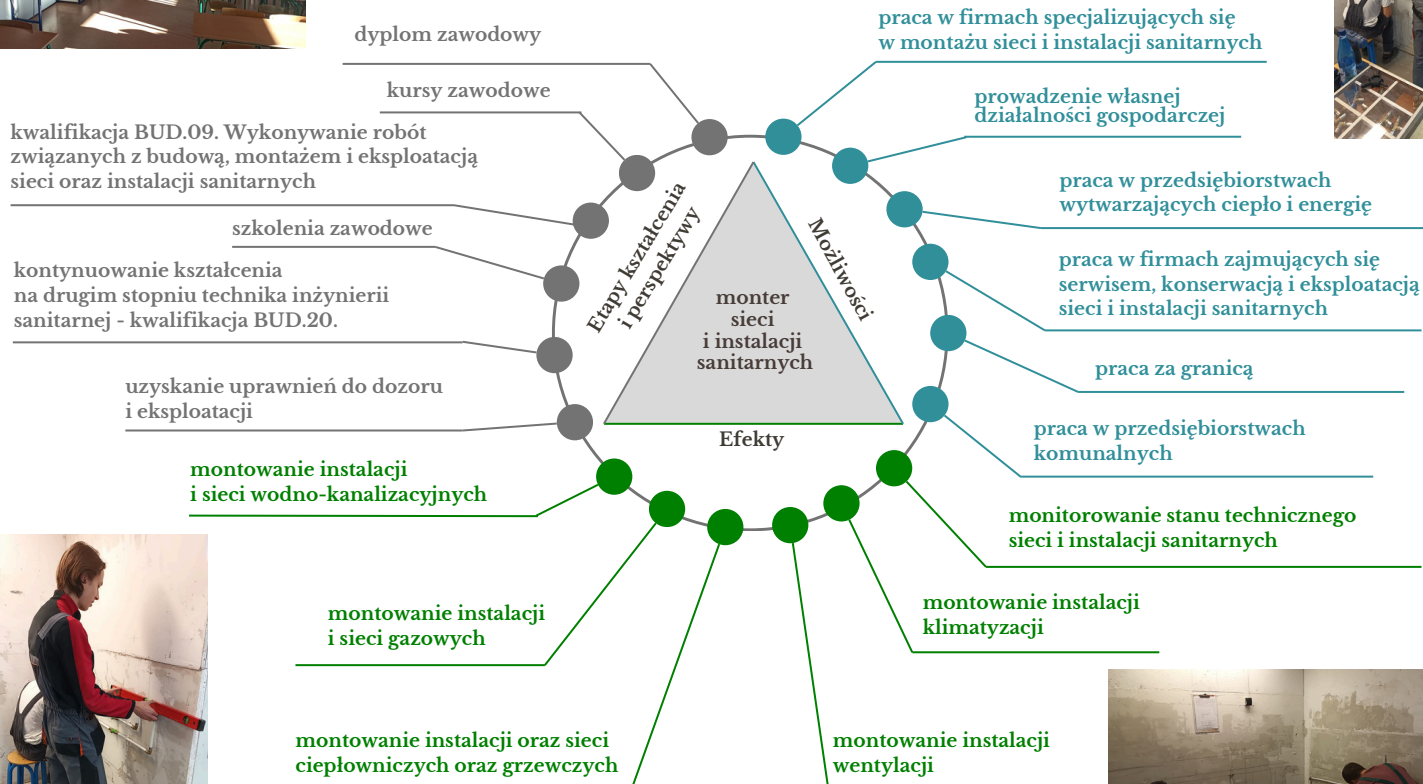 dyplom zawodowy
kursy zawodowe
kwalifikacja BUD.09. Wykonywanie robót
związanych z budową, montażem i eksploatacją
sieci oraz instalacji sanitarnych
szkolenia zawodowe
kontynuowanie kształcenia
na drugim stopniu technika inżynierii
sanitarnej - kwalifikacja BUD.20.
uzyskanie uprawnień do dozoru
i eksploatacji
praca w firmach specjalizujących się
w montażu sieci i instalacji sanitarnych
prowadzenie własnej
działalności gospodarczej
praca w przedsiębiorstwach
wytwarzających ciepło i energię
praca w firmach zajmujących się
serwisem, konserwacją i eksploatacją
sieci i instalacji sanitarnych
praca za granicą
praca w przedsiębiorstwach
komunalnych
Etapy kształcenia
i perspektywy
Możliwości
monter
sieci
i instalacji
sanitarnych
Efekty
montowanie instalacji
i sieci wodno-kanalizacyjnych
montowanie instalacji
i sieci gazowych
montowanie instalacji oraz sieci
ciepłowniczych oraz grzewczych
montowanie instalacji
wentylacji
montowanie instalacji
klimatyzacji
monitorowanie stanu technicznego
sieci i instalacji sanitarnych